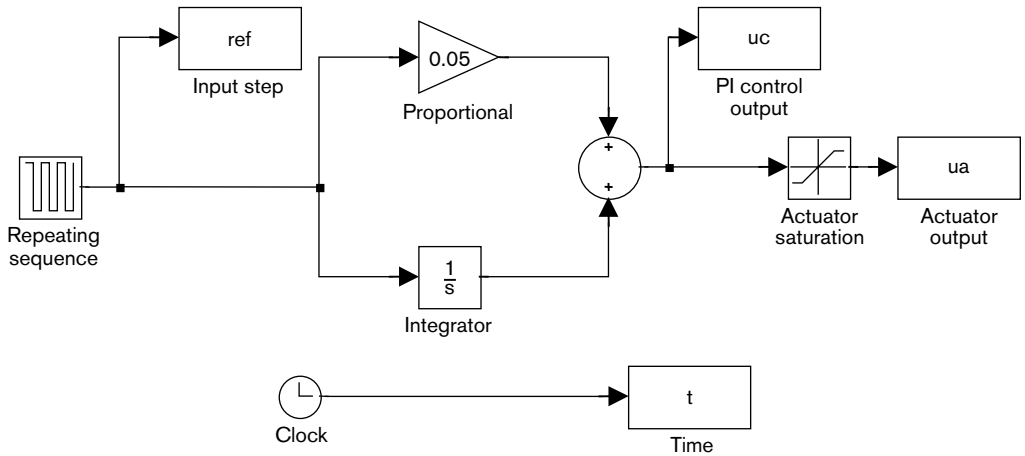 ref
Input step
0.05
Proportional
uc
PI control
output
+
+
ua
Actuator
saturation
Actuator
output
Repeating
sequence
1
s
Integrator
Clock
t
Time